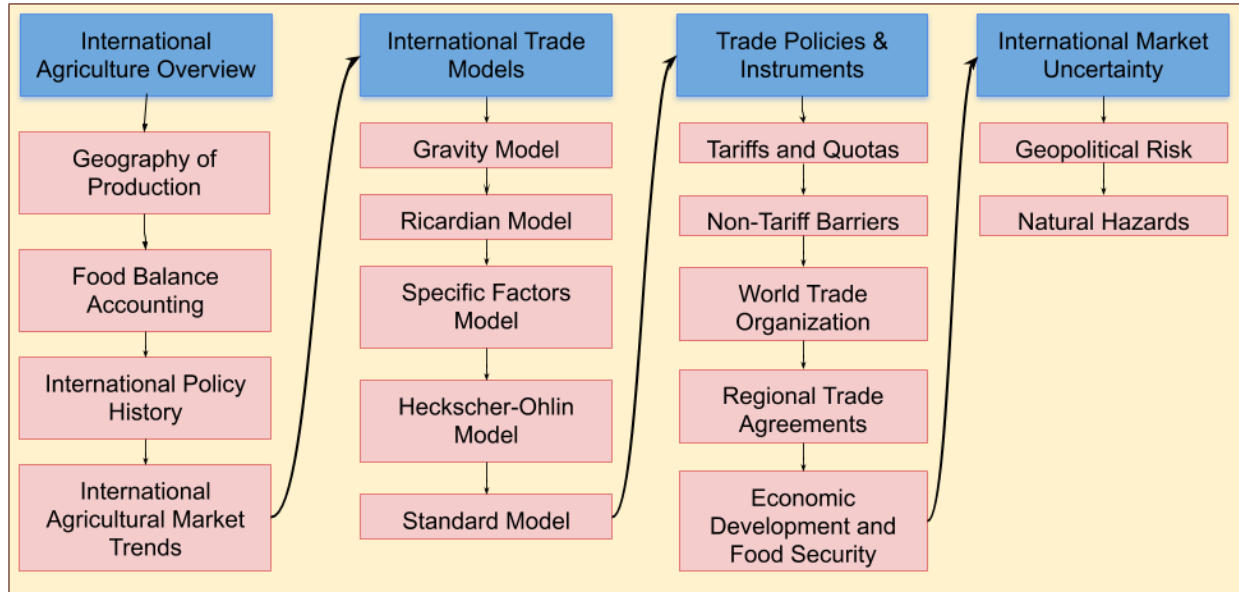 International
Agriculture Overview
Geography of
Production
Food Balance
Accounting
International Policy
History
International
Agricultural Market
Trends
International Trade
Models
Gravity Model
Ricardian Model
Specific Factors
Model
Heckscher-Ohlin
Model
Standard Model
Trade Policies &
Instruments
Tariffs and Quotas
Non-Tariff Barriers
World Trade
Organization
Regional Trade
Agreements
Economic
Development and
Food Security
International Market
Uncertainty
Geopolitical Risk
Natural Hazards